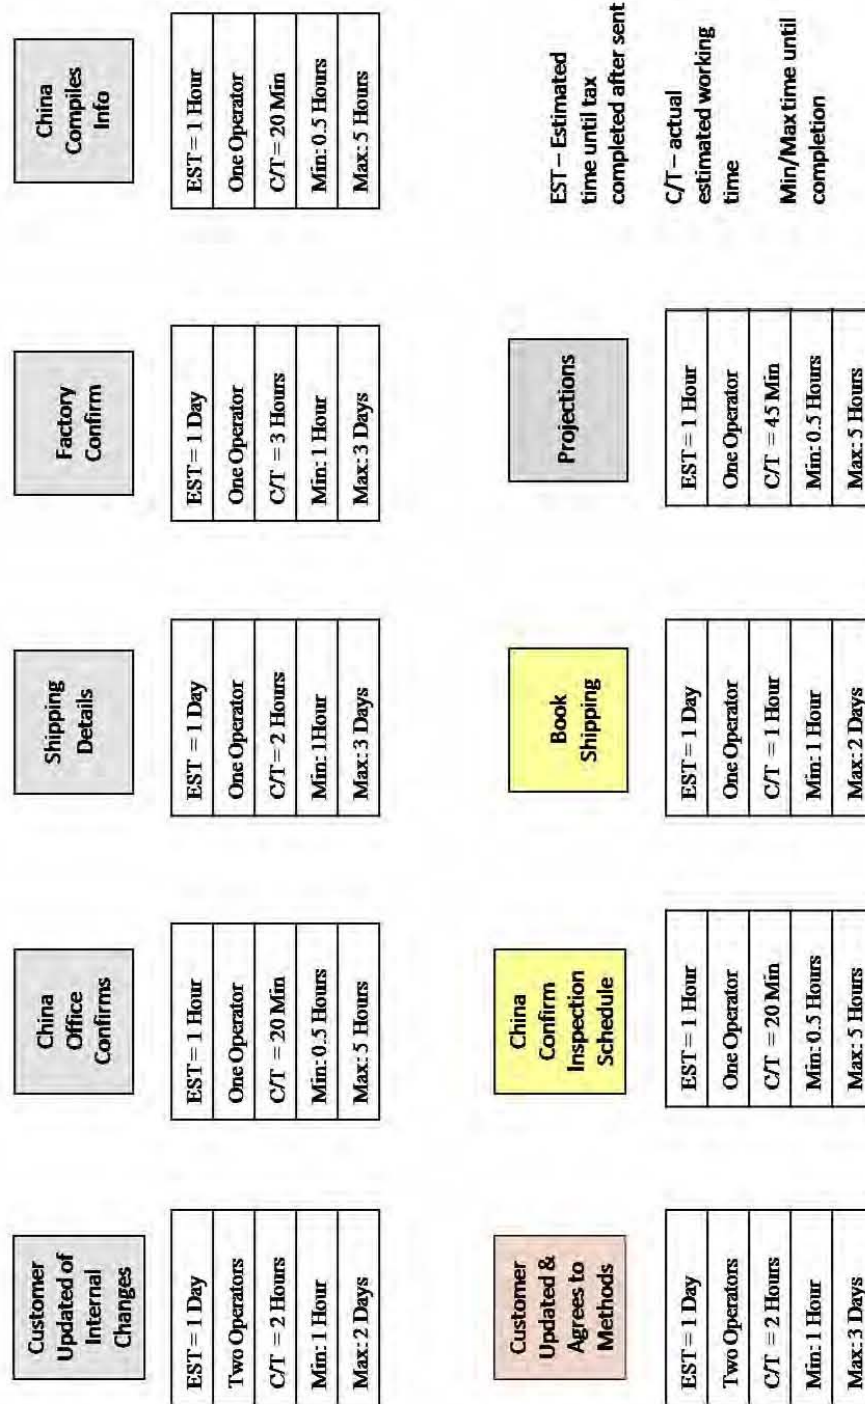 Customer
Updated of
Internal
Changes
EST = 1 Day
Two Operators
C/T = 2 Hours
Min: 1 Hour
Max: 2 Days
China
Office
Confirms
EST = 1 Hour
One Operator
C/T = 20 Min
Min: 0.5 Hours
Max: 5 Hours
Shipping
Details
EST = 1 Day
One Operator
C/T = 2 Hours
Min: 1Hour
Max: 3 Days
Factory
Confirm
EST = 1 Day
One Operator
C/T = 3 Hours
Min: 1 Hour
Max: 3 Days
China
Compiles
Info
EST = 1 Hour
One Operator
C/T = 20 Min
Min: 0.5 Hours
Max: 5 Hours
Customer
Updated &
Agrees to
Methods
EST = 1 Day
Two Operators
C/T = 2 Hours
Min: 1 Hour
Max: 3 Days
China
Confirm
Inspection
Schedule
EST = 1 Hour
One Operator
C/T = 20 Min
Min: 0.5 Hours
Max: 5 Hours
Book
Shipping
EST = 1 Day
One Operator
C/T = 1 Hour
Min: 1 Hour
Max: 2 Days
Projections
EST = 1 Hour
One Operator
C/T = 45 Min
Min: 0.5 Hours
Max: 5 Hours
EST – Estimated
time until tax
completed after sent
C/T – actual
estimated working
time
Min/Max time until
completion